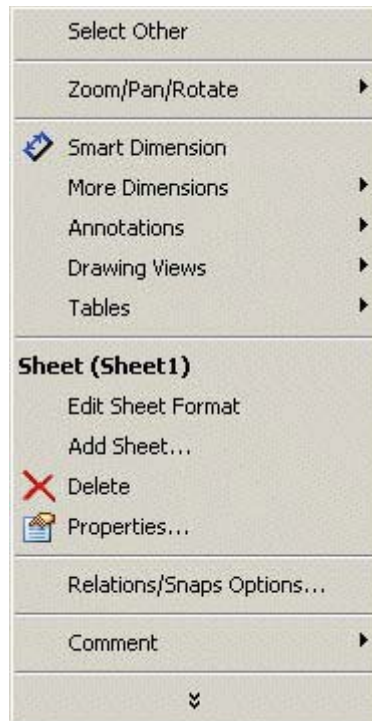 Select Other
Zoom/Pan/Rotate
Smart Dimension
More Dimensions
Annotations
Drawing Views
Tables
Sheet (Sheet1)
Edit Sheet Format
Add Sheet...
Delete
Properties...
Relations/Snaps Options...
Comment